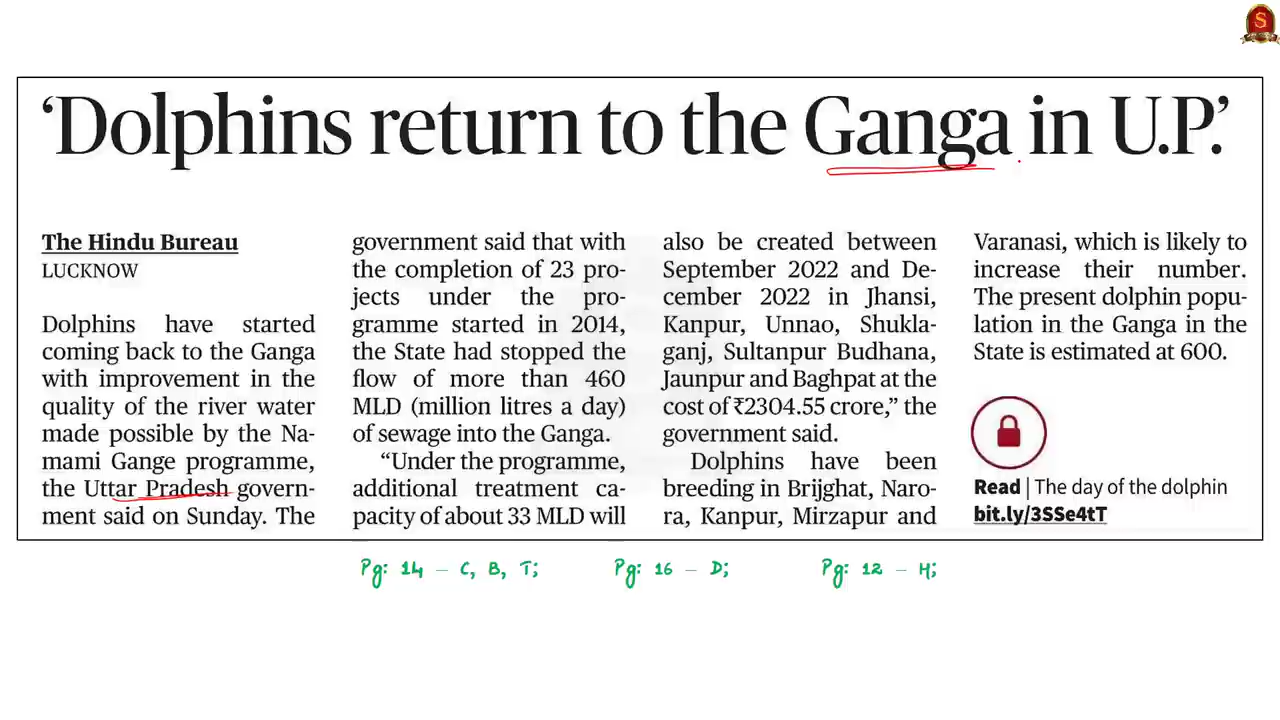 S
‘Dolphins return to the Ganga in U.P.’
The Hindu Bureau
LUCKNOW
Dolphins have started
coming back to the Ganga
with improvement in the
quality of the river water
made possible by the Na-
mami Gange programme,
the Uttar Pradesh govern-
ment said on Sunday. The
government said that with
the completion of 23 pro-
jects under the pro-
gramme started in 2014,
the State had stopped the
flow of more than 460
MLD (million litres a day)
of sewage into the Ganga.
“Under the programme,
additional treatment ca-
pacity of about 33 MLD will
also be created between
September 2022 and De-
cember 2022 in Jhansi,
Kanpur, Unnao, Shukla-
ganj, Sultanpur Budhana,
Jaunpur and Baghpat at the
cost of ₹2304.55 crore,” the
government said.
Dolphins have been
breeding in Brijghat, Naro-
ra, Kanpur, Mirzapur and
Varanasi, which is likely to
increase their number.
The present dolphin popu-
lation in the Ganga in the
State is estimated at 600.
Read | The day of the dolphin
bit.ly/3SSe4tT
Pg: 14 – C, B, T; Pg: 16 – D; Pg: 12 – H;